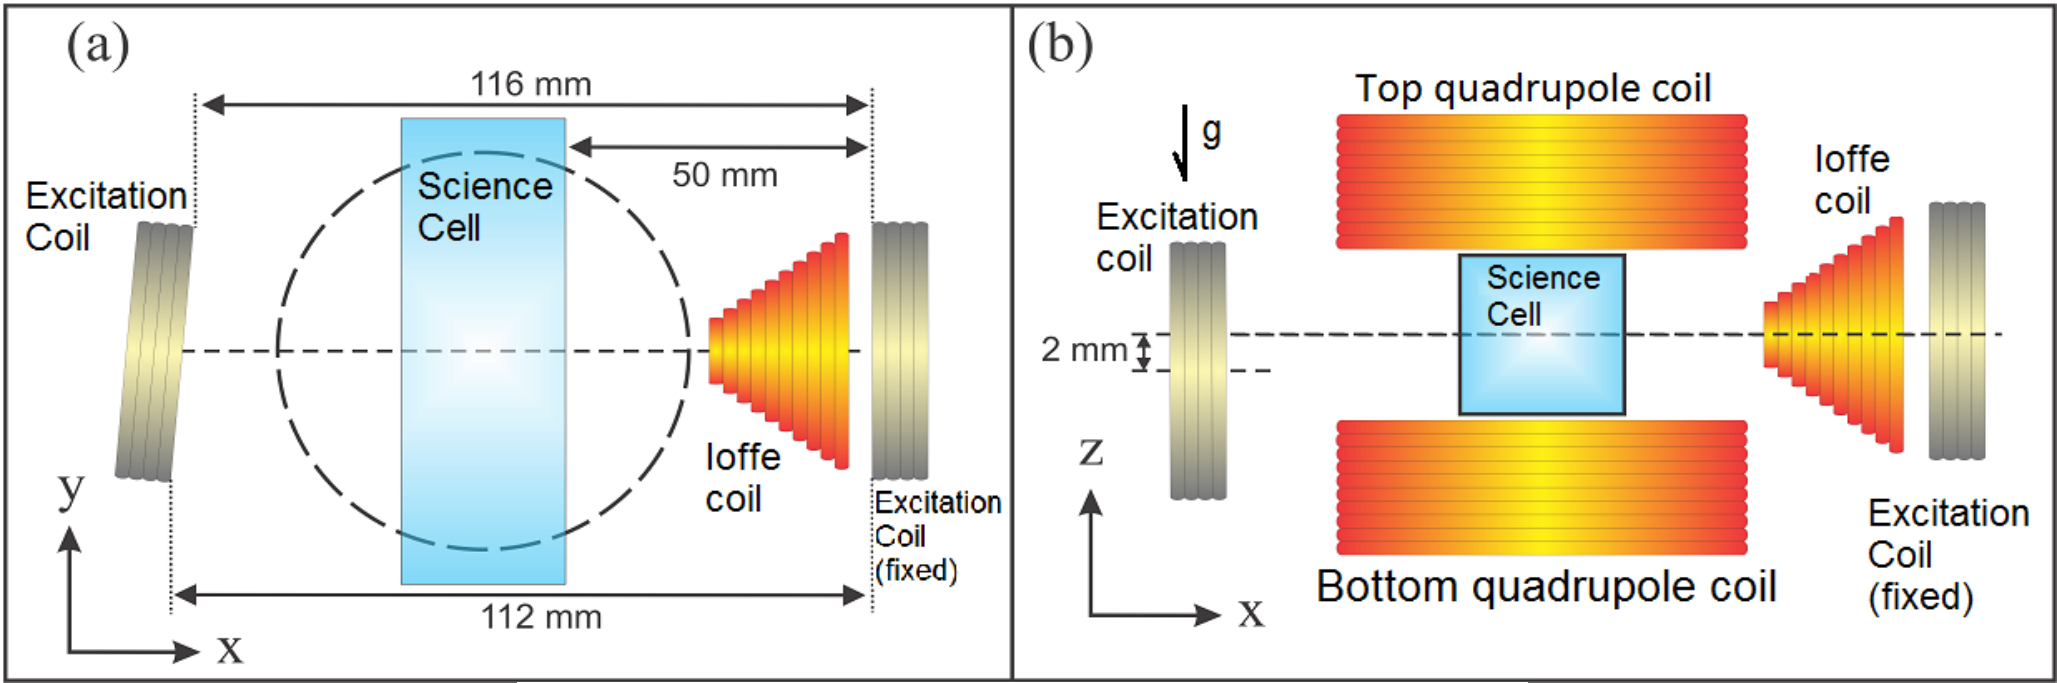 (a)
116 mm
50 mm
Excitation
Coil
Science
Cell
Ioffe
coil
Excitation
Coil
(fixed)
112 mm
y
x
(b)
Top quadrupole coil
g
Ioffe
coil
Excitation
coil
Science
Cell
2 mm
z
x
Excitation
Coil
(fixed)
Bottom quadrupole coil